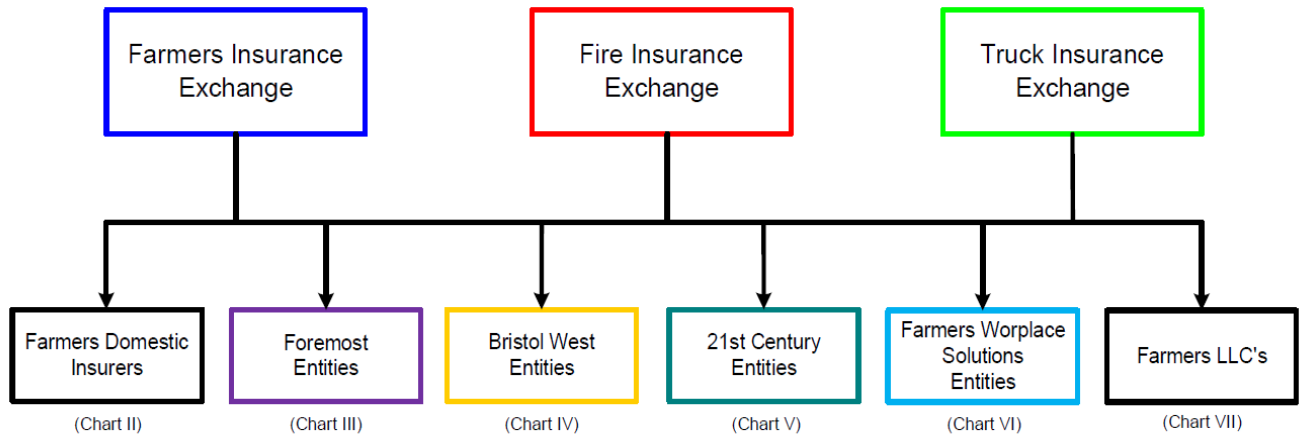 Farmers Insurance
Exchange
Fire Insurance
Exchange
Truck Insurance
Exchange
Farmers Domestic
Insurers
Foremost
Entities
Bristol West
Entities
21st Century
Entities
Farmers Worplace
Solutions
Entities
Farmers LLC's
(Chart II)
(Chart III)
(Chart IV)
(Chart V)
(Chart VI)
(Chart VII)